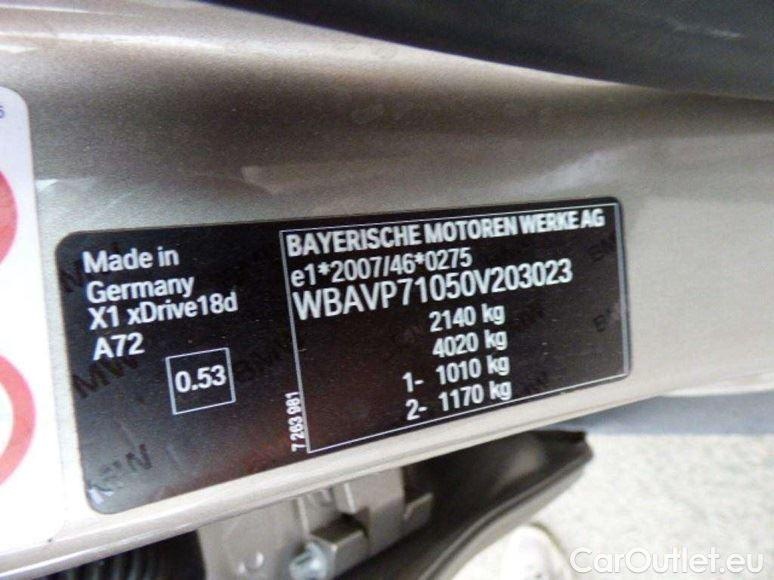 Made in
Germany
X1 xDrive18d
A72
0.53
BAYERISCHE MOTOREN WERKE AG
e1*2007/46*0275
WBAVP71050V203023
2140 kg
4020 kg
1- 1010 kg
2- 1170 kg
7 263 981
CarOutlet.eu